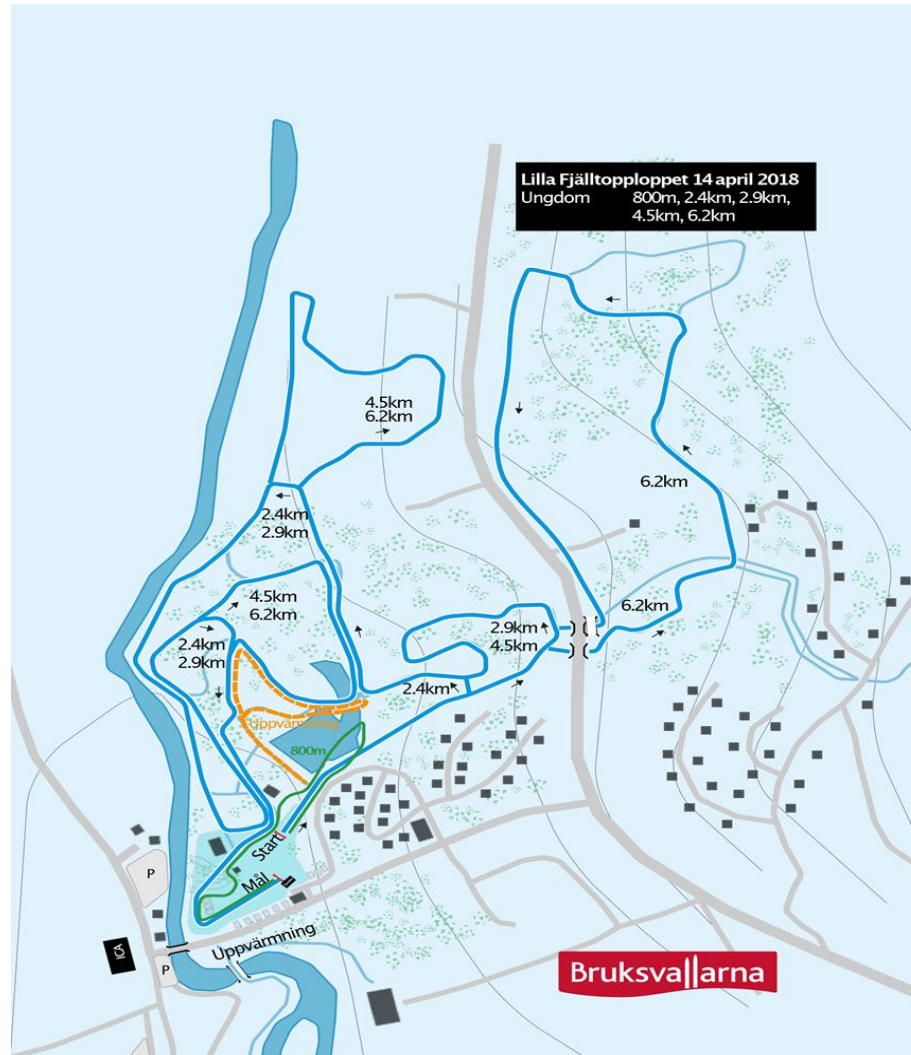 Lilla Fjälltopploppet 14 april 2018
Ungdom 800m, 2.4km, 2.9km,
4.5km, 6.2km
4.5km
6.2km
6.2km
2.4km
2.9km
4.5km
6.2km
6.2km
2.9km
4.5km
2.4km
2.9km
2.4km
Uppvärmning
800m
Start
Mål
P
Uppvärmning
ICA
P
Bruksvallarna